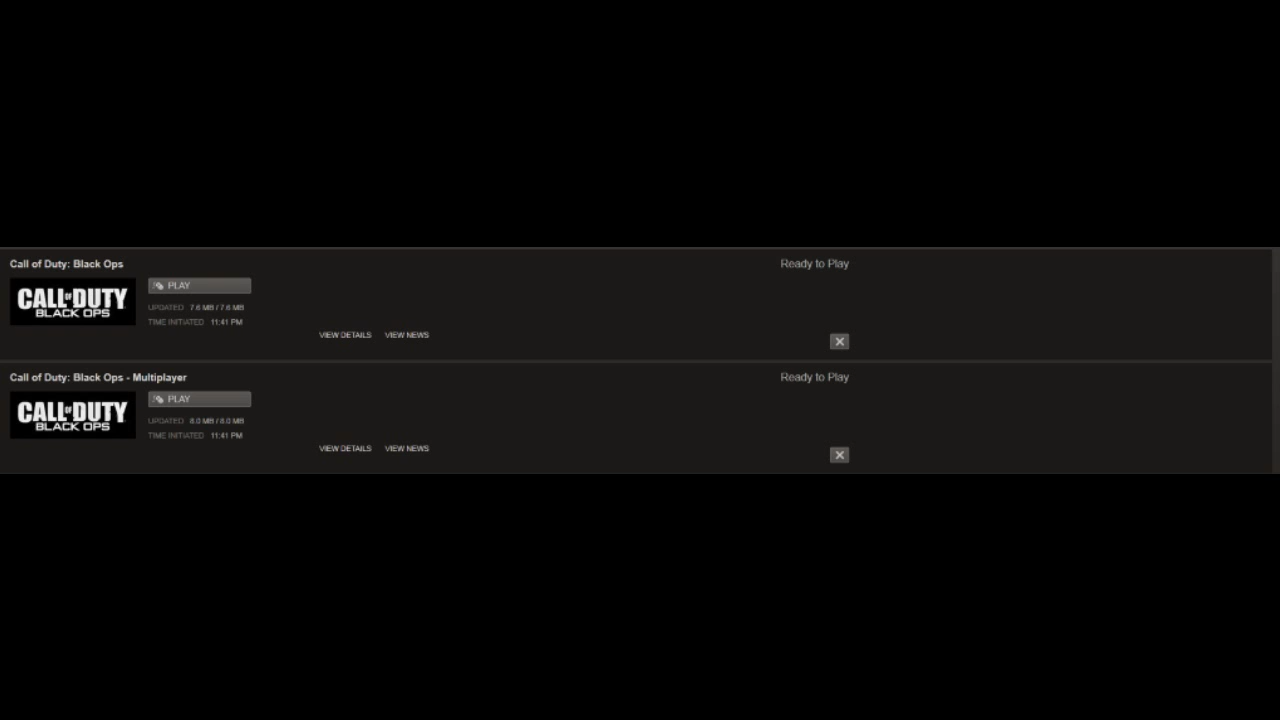 Call of Duty: Black Ops
Ready to Play
CALL OF DUTY
BLACK OPS
PLAY
UPDATED 7.6 MB / 7.6 MB
TIME INITIATED 11:41 PM
VIEW DETAILS VIEW NEWS
Call of Duty: Black Ops - Multiplayer
Ready to Play
CALL OF DUTY
BLACK OPS
PLAY
UPDATED 8.0 MB / 8.0 MB
TIME INITIATED 11:41 PM
VIEW DETAILS VIEW NEWS